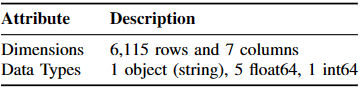 Attribute Description
Dimensions 6,115 rows and 7 columns
Data Types 1 object (string), 5 float64, 1 int64